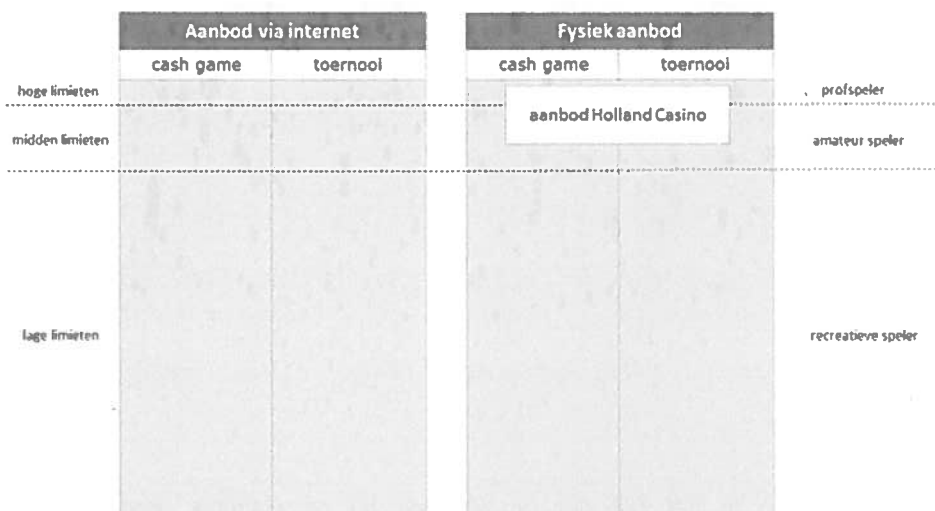 Aanbod via internet
Fysiek aanbod
cash game
toernooi
cash game
toernooi
hoge limieten
profspeler
aanbod Holland Casino
midden limieten
amateur speler
lage limieten
recreatieve speler